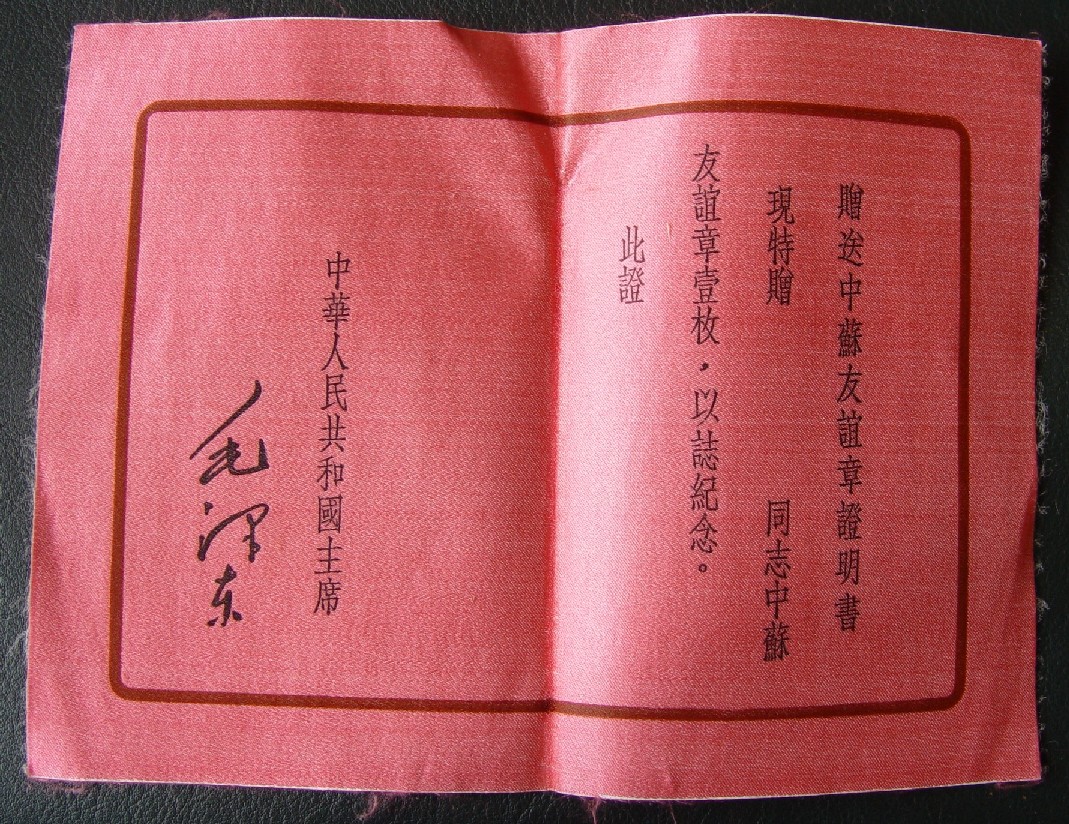 贈送中蘇友誼章證明書
現特贈 同志中蘇
友誼章壹枚，以誌紀念。
此證
中華人民共和國主席
毛泽东